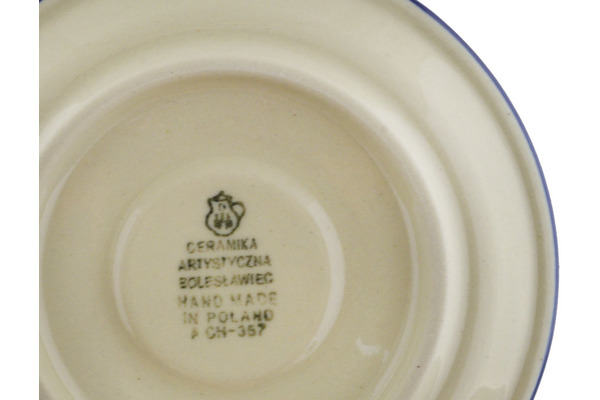 CERAMIKA
ARTYSTYCZNA
BOLESŁAWIEC
HAND MADE
IN POLAND
A CH-357